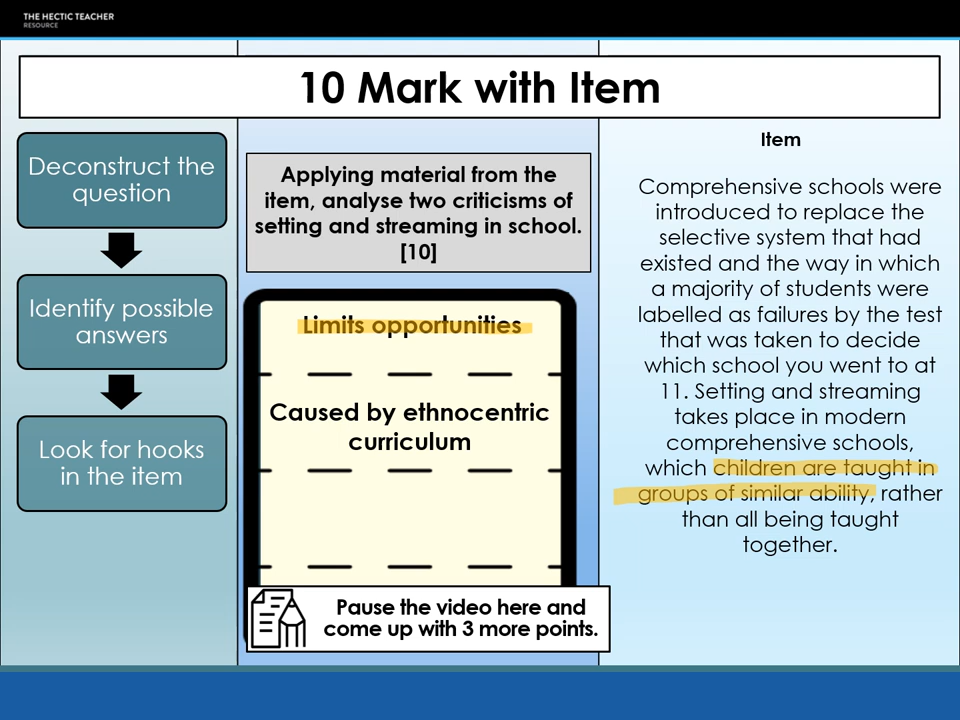 THE HECTIC TEACHER
RESOURCE
10 Mark with Item
Deconstruct the
question
Identify possible
answers
Look for hooks
in the item
Applying material from the
item, analyse two criticisms of
setting and streaming in school.
[10]
Limits opportunities
Caused by ethnocentric
curriculum
Pause the video here and
come up with 3 more points.
Item
Comprehensive schools were
introduced to replace the
selective system that had
existed and the way in which
a majority of students were
labelled as failures by the test
that was taken to decide
which school you went to at
11. Setting and streaming
takes place in modern
comprehensive schools,
which children are taught in
groups of similar ability, rather
than all being taught
together.